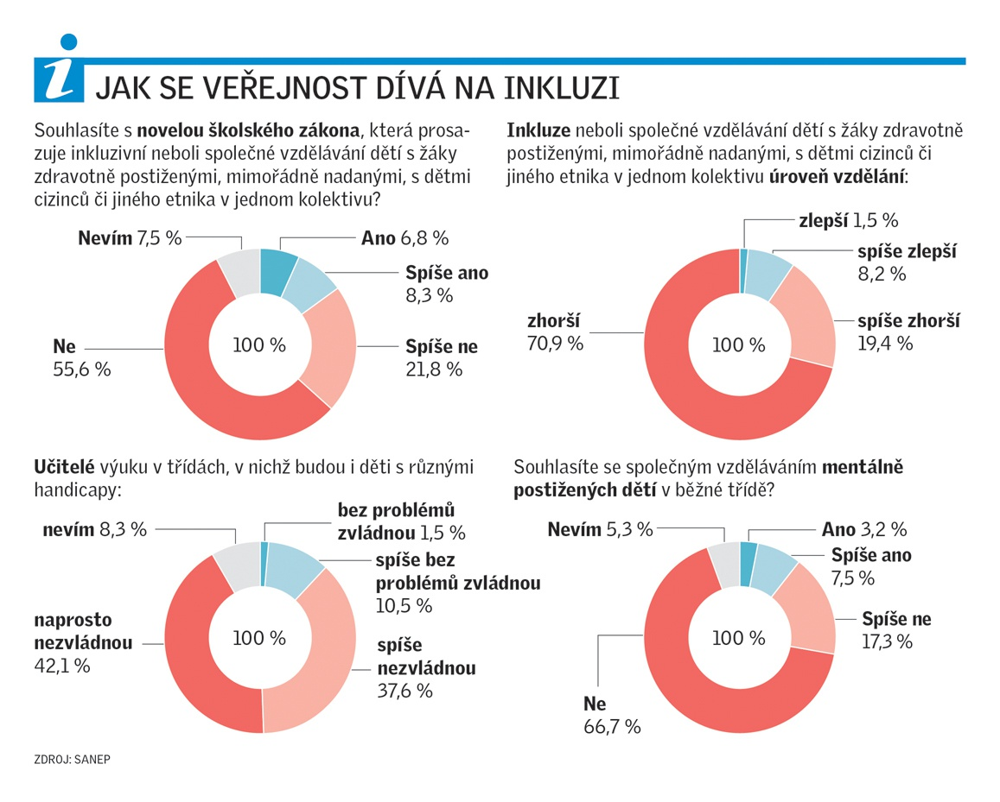 i
JAK SE VEŘEJNOST DÍVÁ NA INKLUZI
Souhlasíte s novelou školského zákona, která prosa-
zuje inkluzivní neboli společné vzdělávání dětí s žáky
zdravotně postiženými, mimořádně nadanými, s dětmi
cizinců či jiného etnika v jednom kolektivu?
Nevím 7,5 %
Ano 6,8 %
Spíše ano
8,3 %
Ne
55,6 %
100 %
Spíše ne
21,8 %
Inkluze neboli společné vzdělávání dětí s žáky zdravotně
postiženými, mimořádně nadanými, s dětmi cizinců či
jiného etnika v jednom kolektivu úroveň vzdělání:
zlepší 1,5 %
spíše zlepší
8,2 %
zhorší
70,9 %
100 %
spíše zhorší
19,4 %
Učitelé výuku v třídách, v nichž budou i děti s různými
handicapy:
nevím 8,3 %
bez problémů
zvládnou 1,5 %
spíše bez
problémů zvládnou
10,5 %
naprosto
nezvládnou
42,1 %
100 %
spíše
nezvládnou
37,6 %
Souhlasíte se společným vzděláváním mentálně
postižených dětí v běžné třídě?
Nevím 5,3 %
Ano 3,2 %
Spíše ano
7,5 %
Spíše ne
17,3 %
100 %
Ne
66,7 %
ZDROJ: SANEP